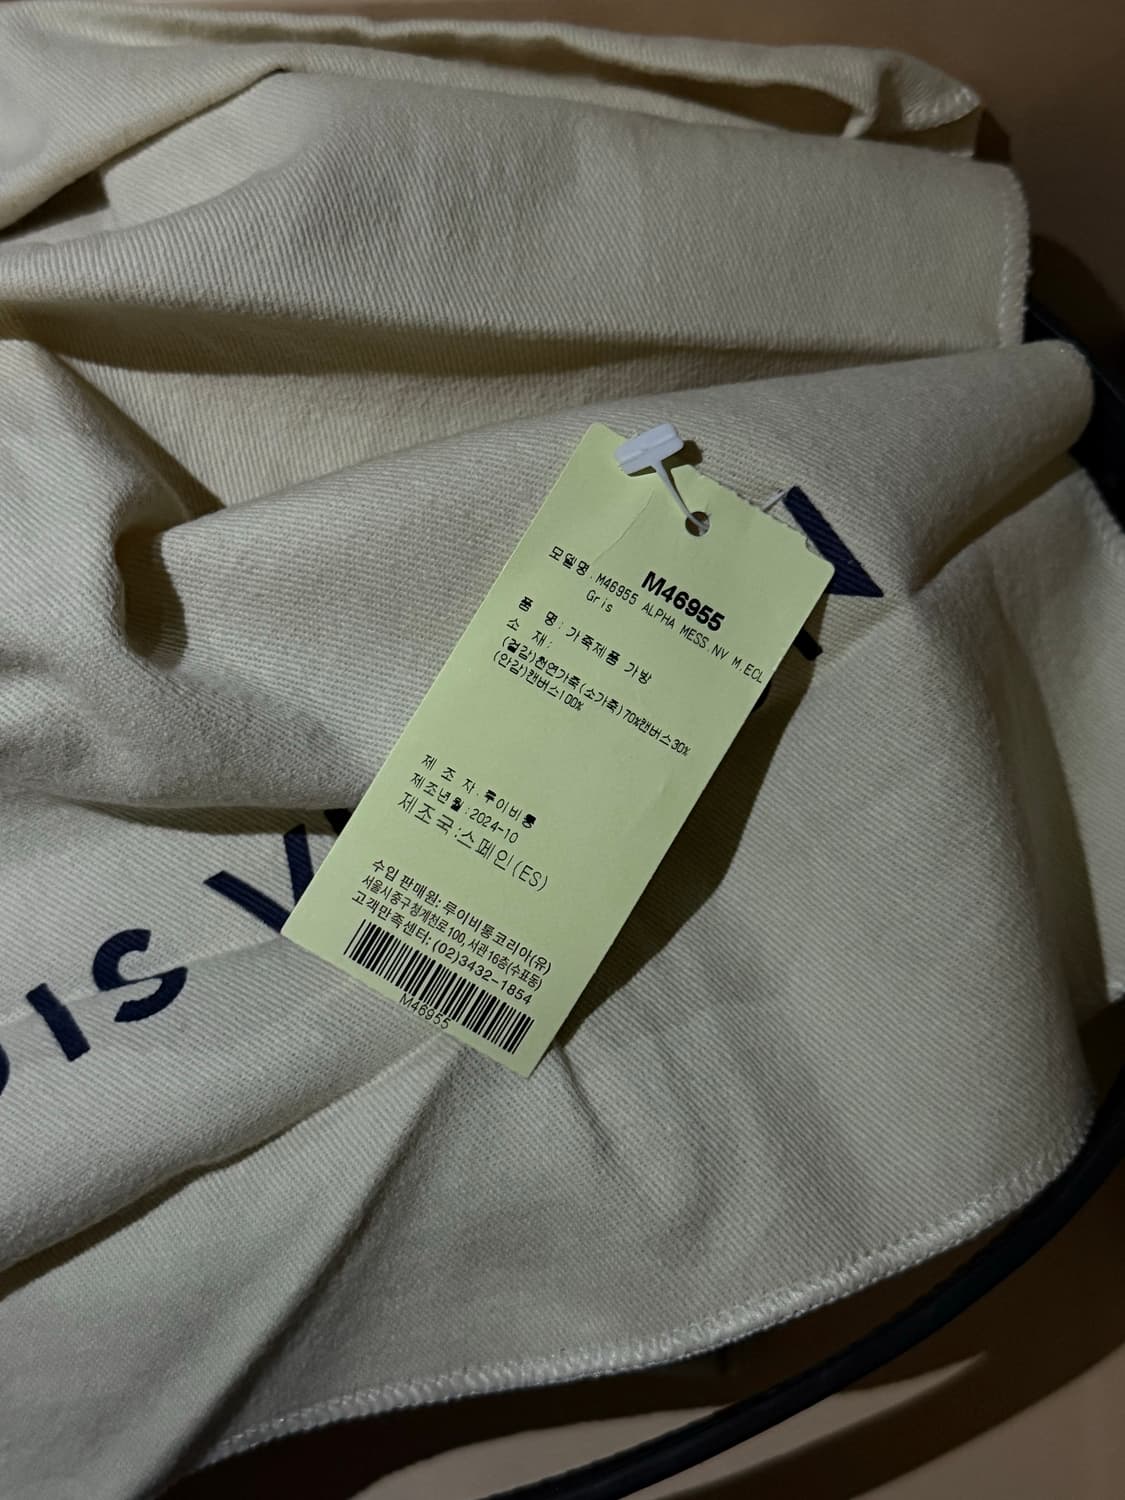 M46955
모델명: M46955 ALPHA MESS.NV M.ECL
Gris
품 명: 가죽제품 가방
소 재:
(겉감)천연가죽(소가죽)70%캔버스30%
(안감)캔버스100%
제 조 자: 루이비통
제조년월: 2024-10
제조국:스페인(ES)
수입 판매원: 루이비통코리아(유)
서울시중구청계천로100, 서관16층(수표동)
고객만족센터: (02)3432-1854
M46955